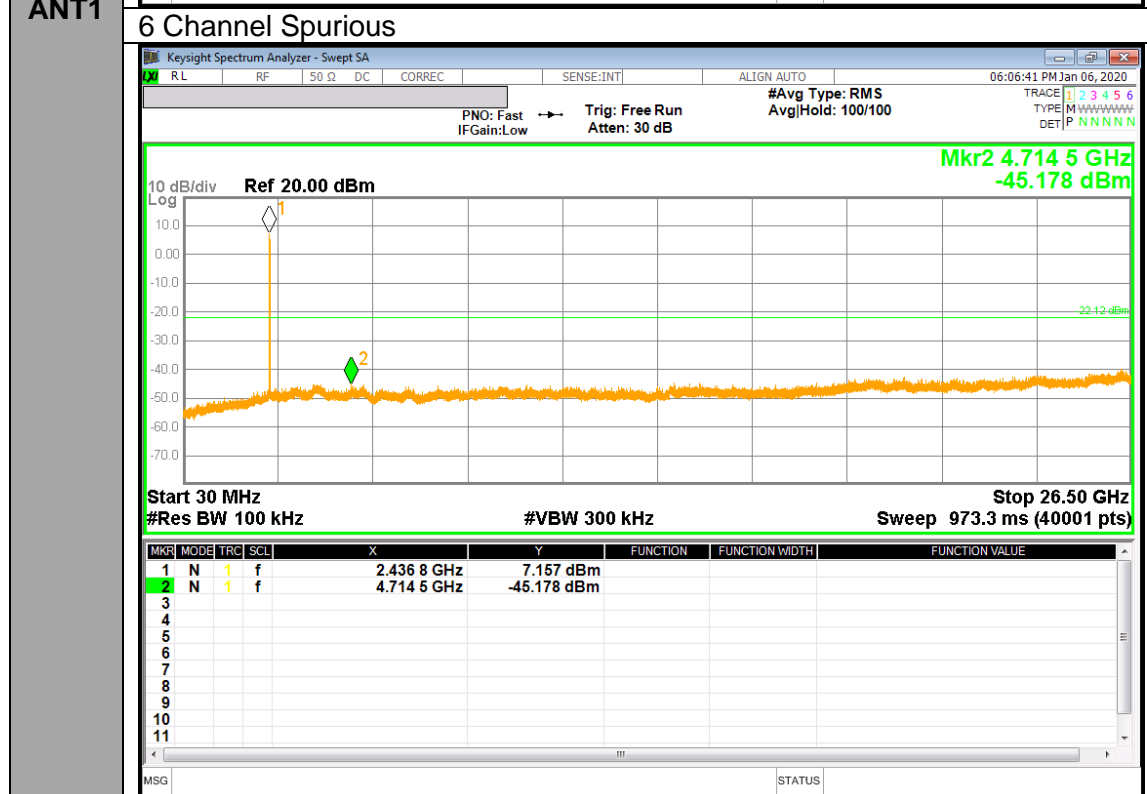 ANT1
6 Channel Spurious
Keysight Spectrum Analyzer - Swept SA
LXI RL RF 50 Ω DC CORREC SENSE:INT ALIGN AUTO 06:06:41 PM Jan 06, 2020
#Avg Type: RMS TRACE 1 2 3 4 5 6
PNO: Fast Trig: Free Run Avg|Hold: 100/100 TYPE M WWWWW
IFGain:Low Atten: 30 dB DET P N N N N N
Mkr2 4.714 5 GHz
10 dB/div Ref 20.00 dBm -45.178 dBm
Log
1
10.0
0.00
-10.0
-20.0 -22.12 dBm
-30.0
2
-40.0
-50.0
-60.0
-70.0
Start 30 MHz Stop 26.50 GHz
#Res BW 100 kHz #VBW 300 kHz Sweep 973.3 ms (40001 pts)
MKR MODE TRC SCL X Y FUNCTION FUNCTION WIDTH FUNCTION VALUE
1 N 1 f 2.436 8 GHz 7.157 dBm
2 N 1 f 4.714 5 GHz -45.178 dBm
3
4
5
6
7
8
9
10
11
MSG STATUS